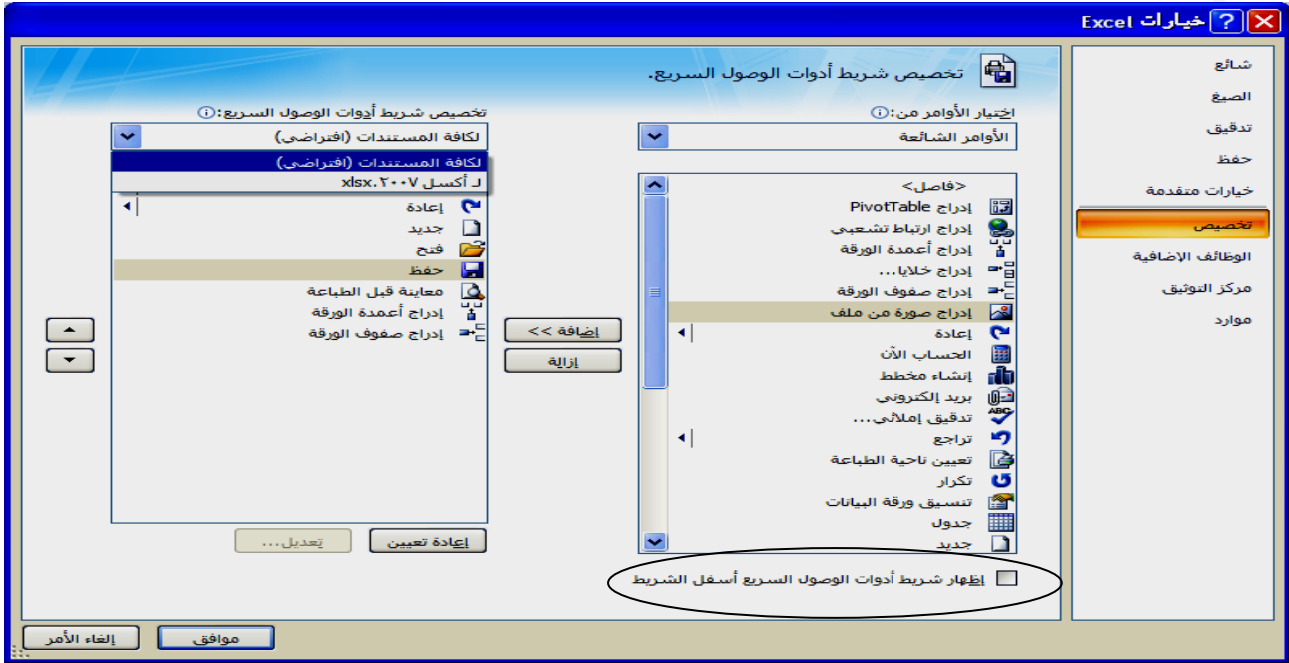 خيارات Excel
شائع
الصيغ
تدقيق
حفظ
خيارات متقدمة
تخصيص
الوظائف الإضافية
مركز التوثيق
موارد
تخصيص شريط أدوات الوصول السريع.
اختيار الأوامر من:
الأوامر الشائعة
<فاصل>
إدراج PivotTable
إدراج ارتباط تشعبي
إدراج أعمدة الورقة
إدراج خلايا...
إدراج صفوف الورقة
إدراج صورة من ملف
إعادة
الحساب الآن
إنشاء مخطط
بريد إلكتروني
تدقيق إملائي...
تراجع
تعيين ناحية الطباعة
تكرار
تنسيق ورقة البيانات
جدول
جديد
إظهار شريط أدوات الوصول السريع أسفل الشريط
إضافة >>
إزالة
تخصيص شريط أدوات الوصول السريع:
لكافة المستندات (افتراضي)
لكافة المستندات (افتراضي)
لـ أكسل ٢٠٠٧.xlsx
إعادة
جديد
فتح
حفظ
معاينة قبل الطباعة
إدراج أعمدة الورقة
إدراج صفوف الورقة
إعادة تعيين
تعديل...
موافق
إلغاء الأمر